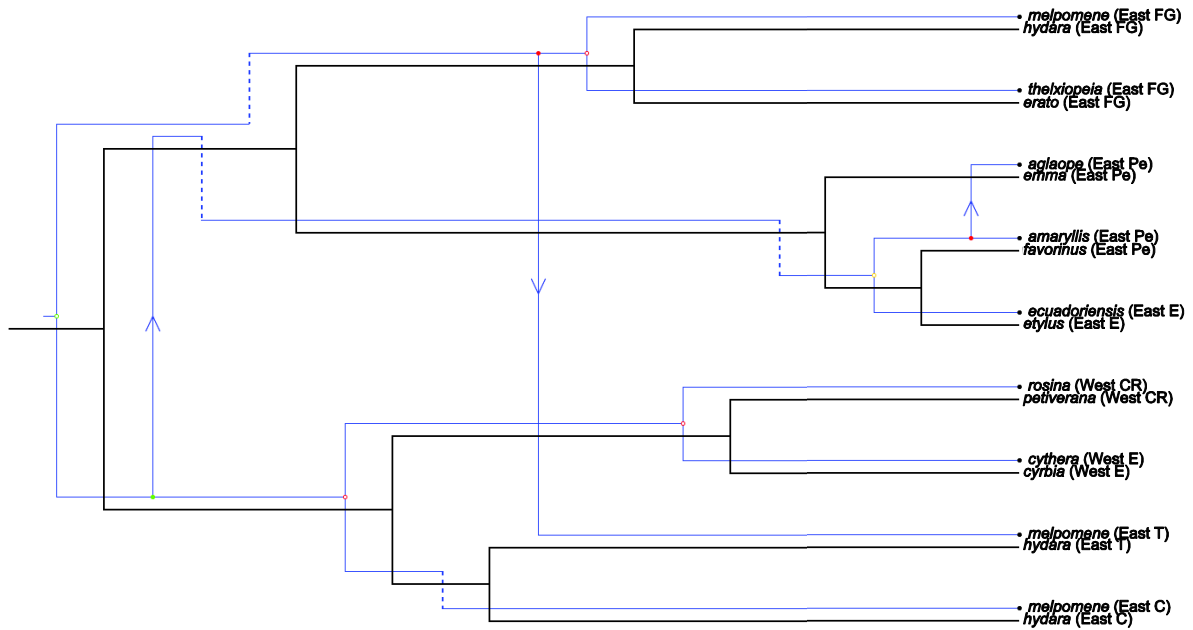 melpomene (East FG)
hydara (East FG)
thelxiopeia (East FG)
erato (East FG)
aglaope (East Pe)
emma (East Pe)
amaryllis (East Pe)
favorinus (East Pe)
ecuadoriensis (East E)
etylus (East E)
rosina (West CR)
petiverana (West CR)
cythera (West E)
cyrbia (West E)
melpomene (East T)
hydara (East T)
melpomene (East C)
hydara (East C)